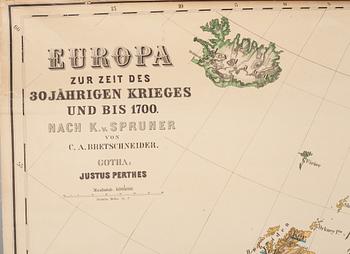 EUROPA
ZUR ZEIT DES
30JÄHRIGEN KRIEGES
UND BIS 1700.
NACH K. v. SPRUNER
VON
C. A. BRETSCHNEIDER.
GOTHA:
JUSTUS PERTHES